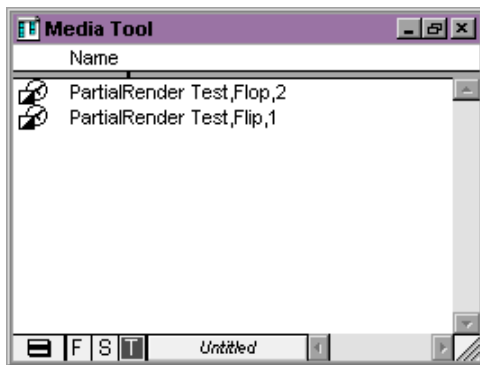 Media Tool
Name
PartialRender Test,Flop,2
PartialRender Test,Flip,1
F S T Untitled